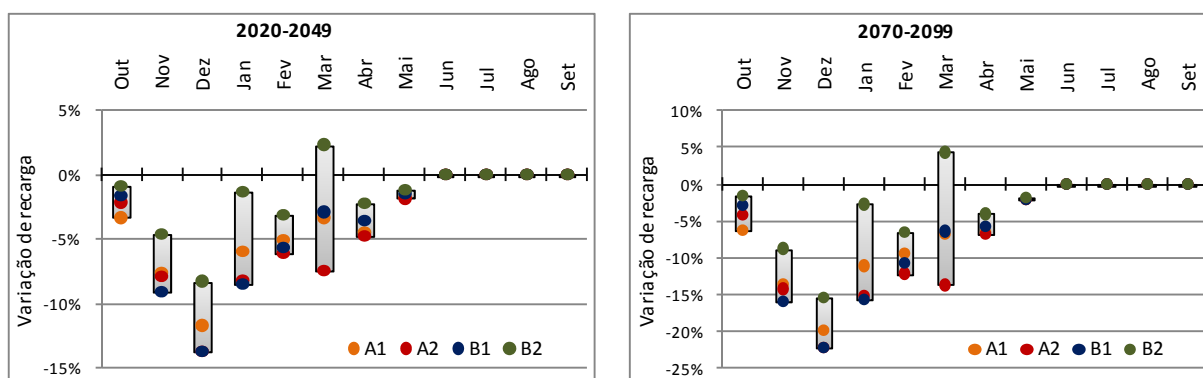 2020-2049
Out Nov Dez Jan Fev Mar Abr Mai Jun Jul Ago Set
5%
0%
-5%
-10%
-15%
Variação de recarga
A1 A2 B1 B2
2070-2099
Out Nov Dez Jan Fev Mar Abr Mai Jun Jul Ago Set
10%
5%
0%
-5%
-10%
-15%
-20%
-25%
Variação de recarga
A1 A2 B1 B2